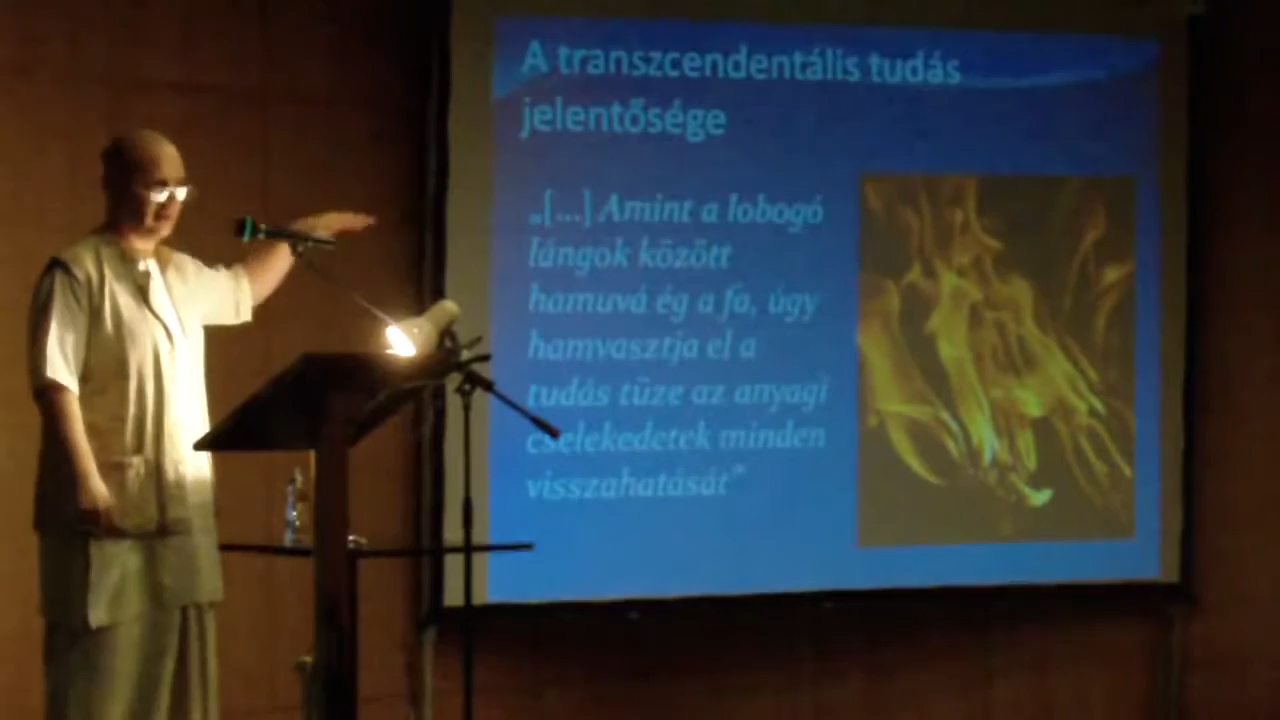 A transzcendentális tudás
jelentősége
„[...] Amint a lobogó
lángok között
hamuvá ég a fa, úgy
hamvasztja el a
tudás tüze az anyagi
cselekedetek minden
visszahatását”